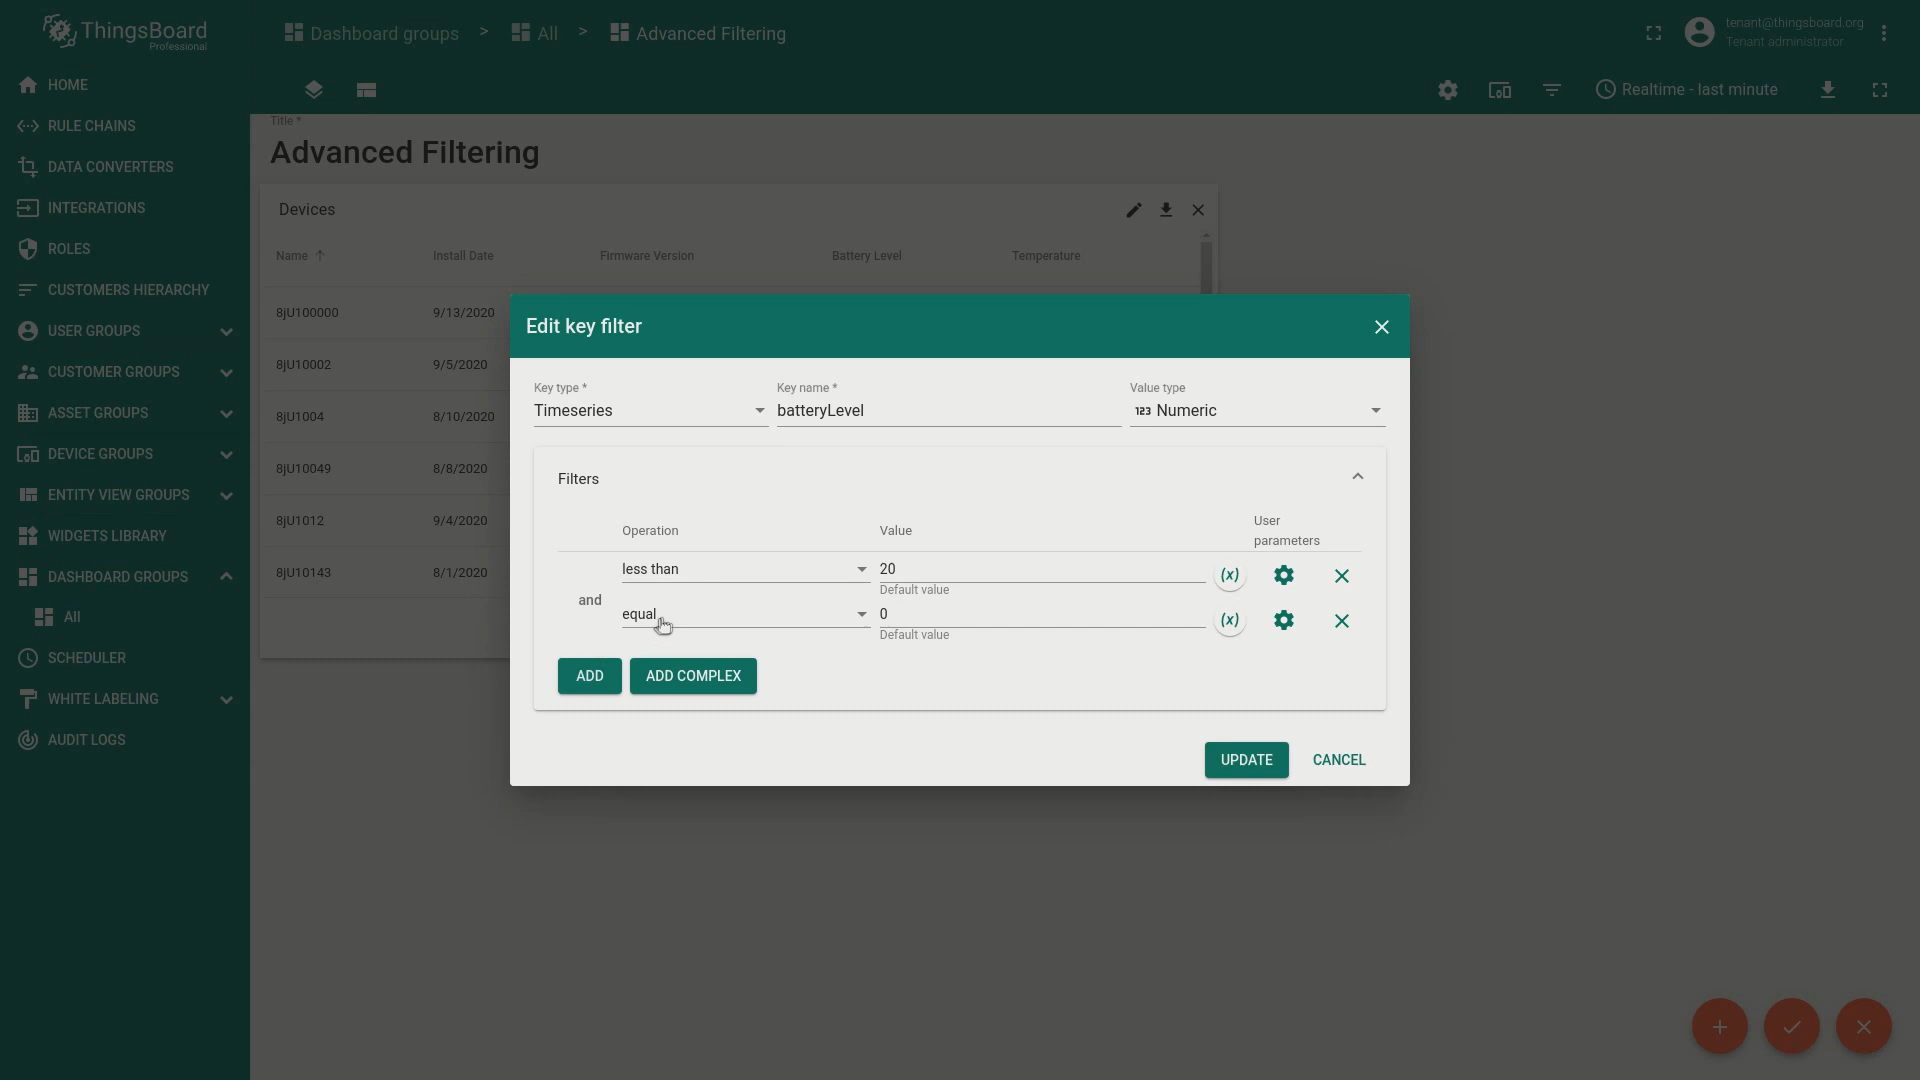 ThingsBoard
Professional
Dashboard groups > All > Advanced Filtering
tenant@thingsboard.org
Tenant administrator
HOME
RULE CHAINS
DATA CONVERTERS
INTEGRATIONS
ROLES
CUSTOMERS HIERARCHY
USER GROUPS
CUSTOMER GROUPS
ASSET GROUPS
DEVICE GROUPS
ENTITY VIEW GROUPS
WIDGETS LIBRARY
DASHBOARD GROUPS
All
SCHEDULER
WHITE LABELING
AUDIT LOGS
Realtime - last minute
Title *
Advanced Filtering
Devices
Name Install Date Firmware Version Battery Level Temperature
8jU100000 9/13/2020
8jU10002 9/5/2020
8jU1004 8/10/2020
8jU10049 8/8/2020
8jU1012 9/4/2020
8jU10143 8/1/2020
Edit key filter
Key type * Key name * Value type
Timeseries batteryLevel 123 Numeric
Filters
Operation Value User parameters
less than 20 (x)
Default value
and
equal 0 (x)
Default value
ADD ADD COMPLEX
UPDATE CANCEL